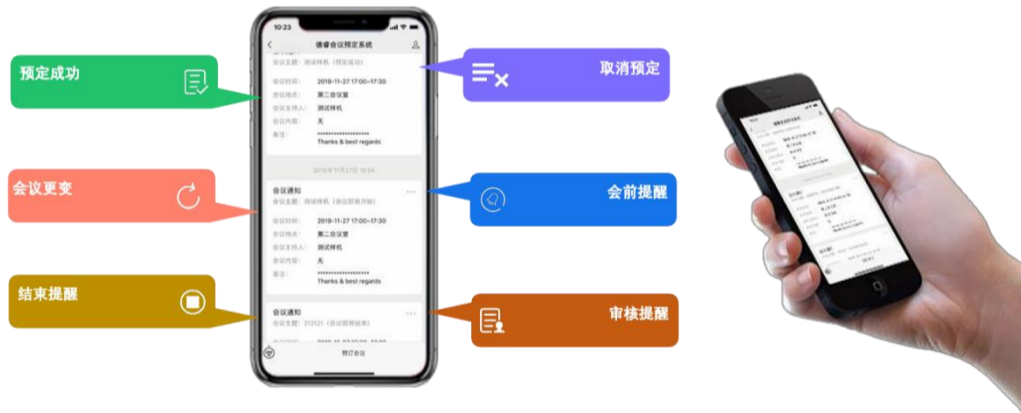 预定成功
会议更变
结束提醒
10:23
德睿会议预定系统
会议主题: 测试样机 (预定成功)
会议时间: 2019-11-27 17:00~17:30
会议地点: 第二会议室
会议主持人: 测试样机
会议内容: 无
备注: ******************
Thanks & best regards
会议通知
会议主题: 测试样机 (会议即将开始)
会议时间: 2019-11-27 17:00~17:30
会议地点: 第二会议室
会议主持人: 测试样机
会议内容: 无
备注: ******************
Thanks & best regards
会议通知
会议主题: 212121 (会议即将结束)
预订会议
取消预定
会前提醒
审核提醒